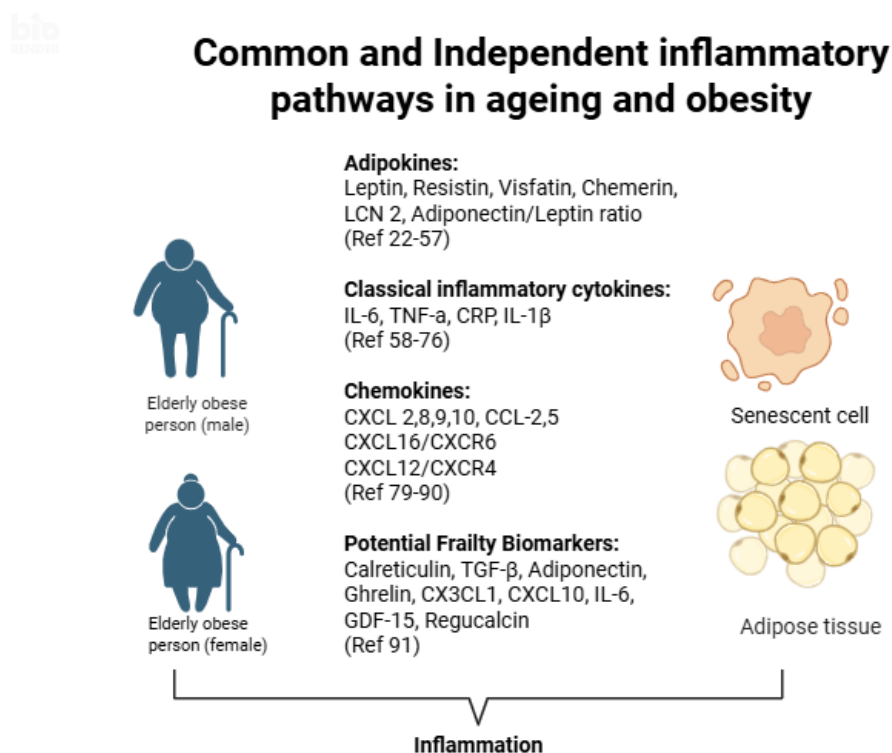 bio
RENDER
Common and Independent inflammatory
pathways in ageing and obesity
Adipokines:
Leptin, Resistin, Visfatin, Chemerin,
LCN 2, Adiponectin/Leptin ratio
(Ref 22-57)
Classical inflammatory cytokines:
IL-6, TNF-a, CRP, IL-1β
(Ref 58-76)
Chemokines:
CXCL 2,8,9,10, CCL-2,5
CXCL16/CXCR6
CXCL12/CXCR4
(Ref 79-90)
Potential Frailty Biomarkers:
Calreticulin, TGF-β, Adiponectin,
Ghrelin, CX3CL1, CXCL10, IL-6,
GDF-15, Regucalcin
(Ref 91)
Elderly obese
person (male)
Elderly obese
person (female)
Senescent cell
Adipose tissue
Inflammation